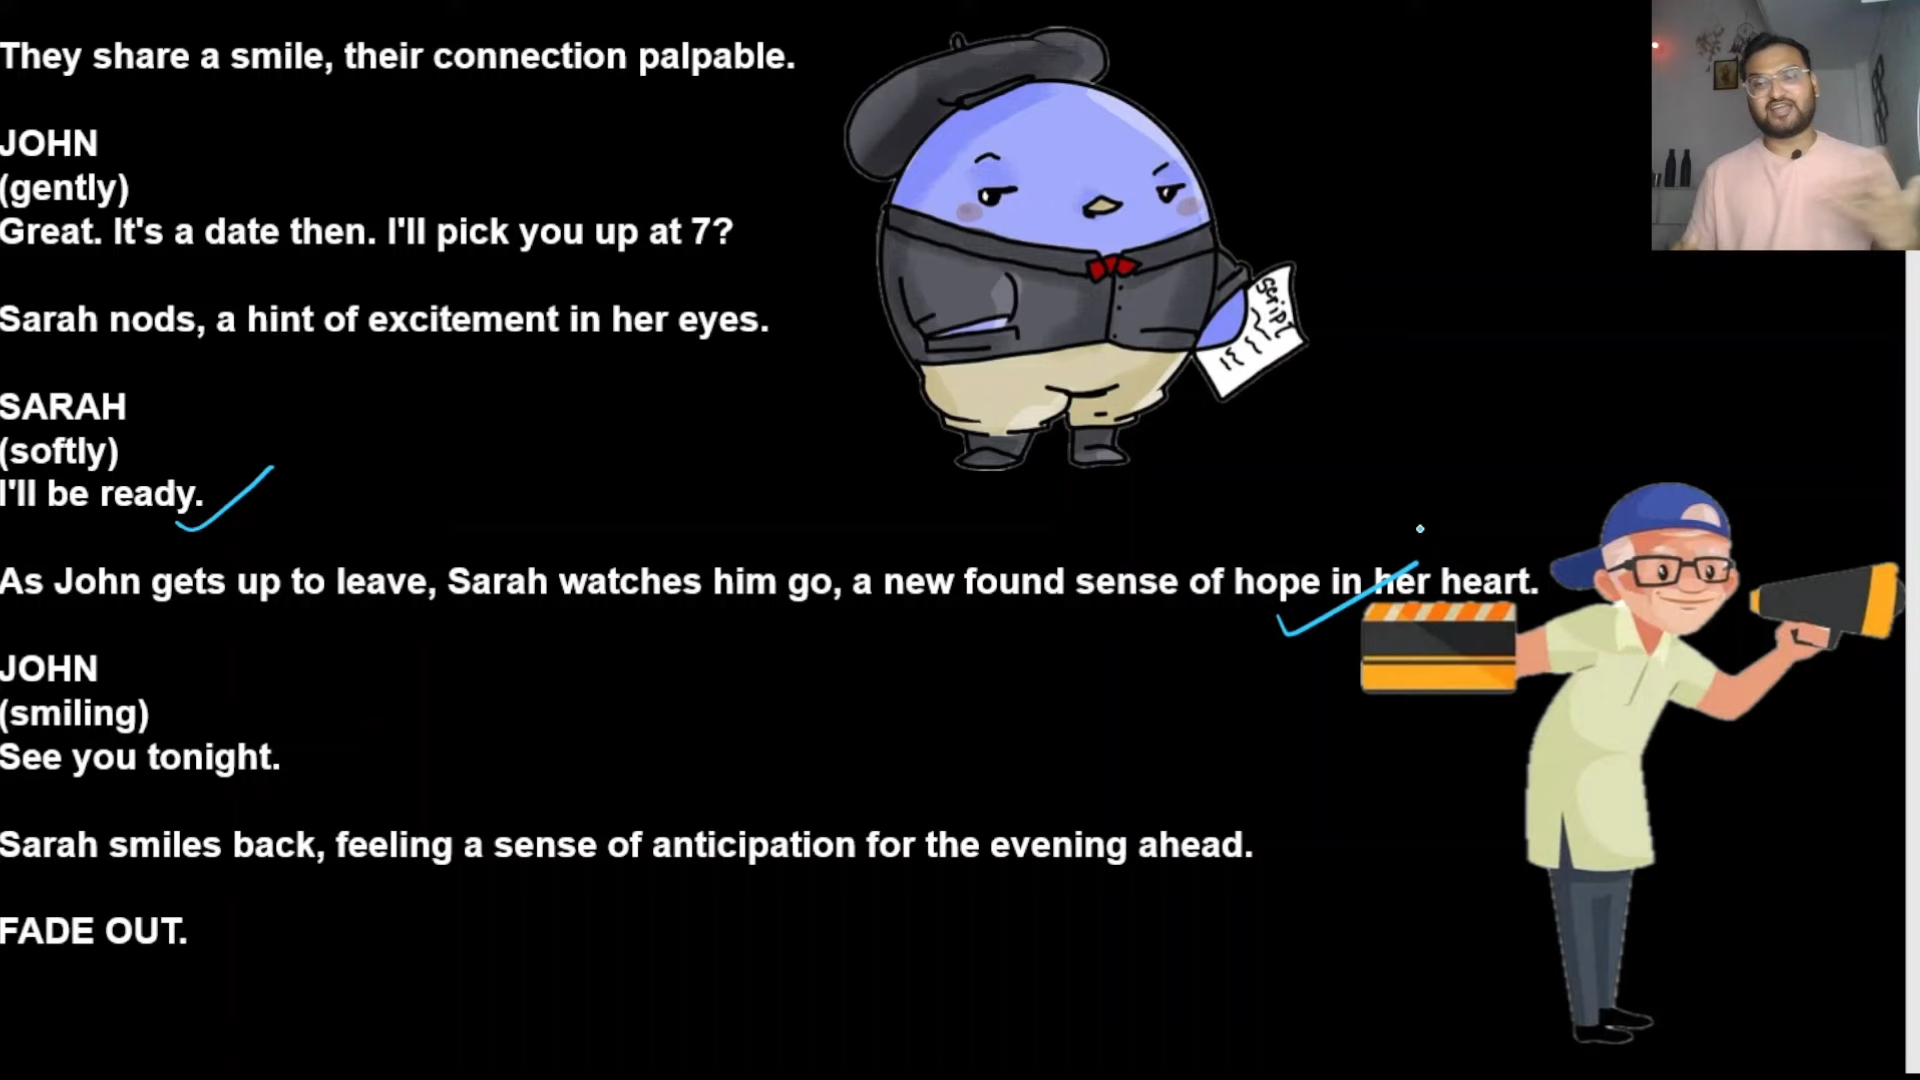 They share a smile, their connection palpable.
JOHN
(gently)
Great. It's a date then. I'll pick you up at 7?
Sarah nods, a hint of excitement in her eyes.
SARAH
(softly)
I'll be ready.
As John gets up to leave, Sarah watches him go, a new found sense of hope in her heart.
JOHN
(smiling)
See you tonight.
Sarah smiles back, feeling a sense of anticipation for the evening ahead.
FADE OUT.
Script